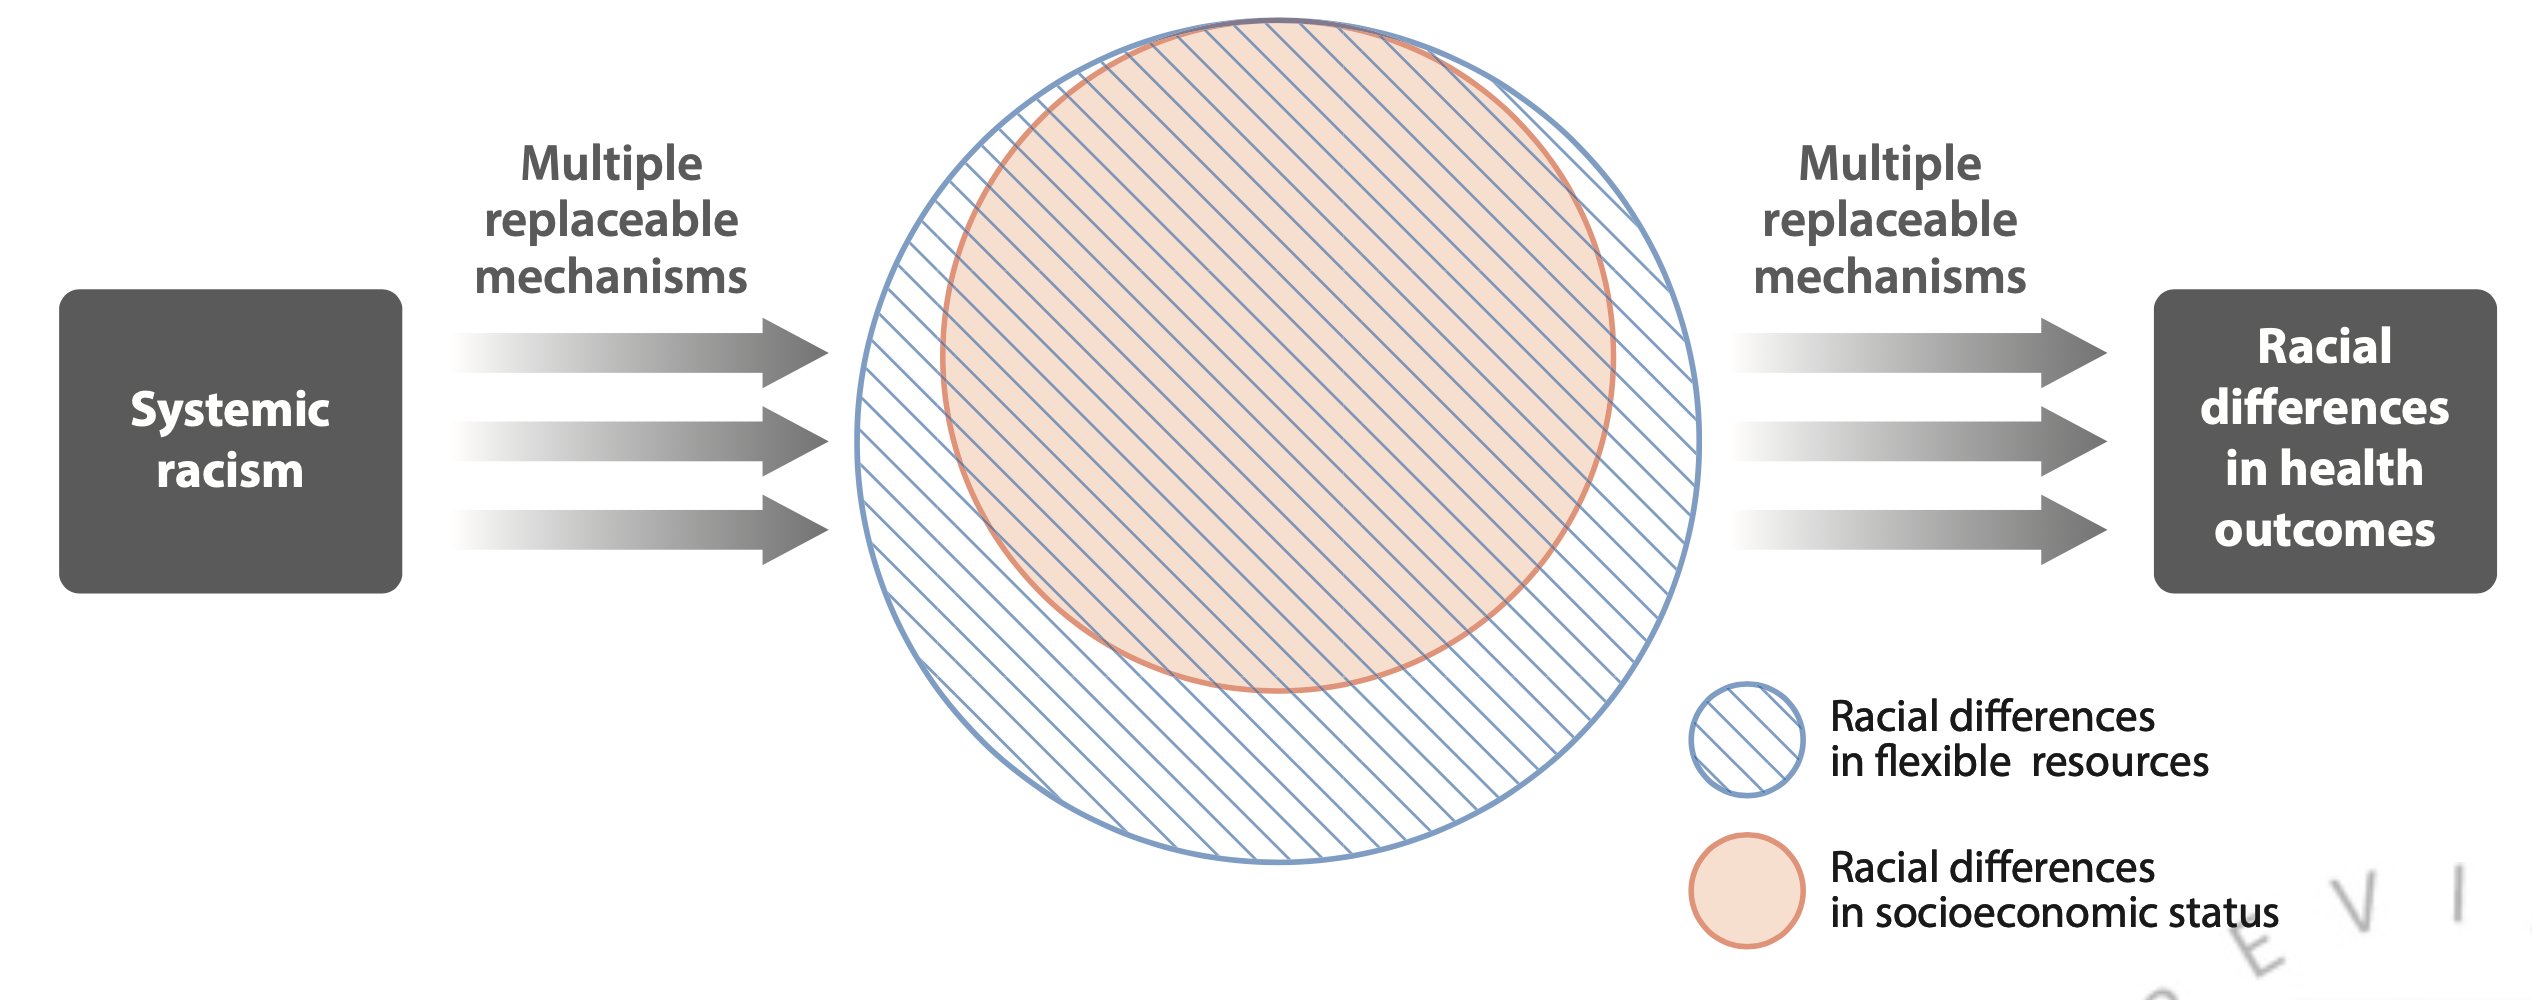 Multiple
replaceable
mechanisms
Multiple
replaceable
mechanisms
Systemic
racism
Racial
differences
in health
outcomes
Racial differences
in flexible resources
Racial differences
in socioeconomic status
E V I